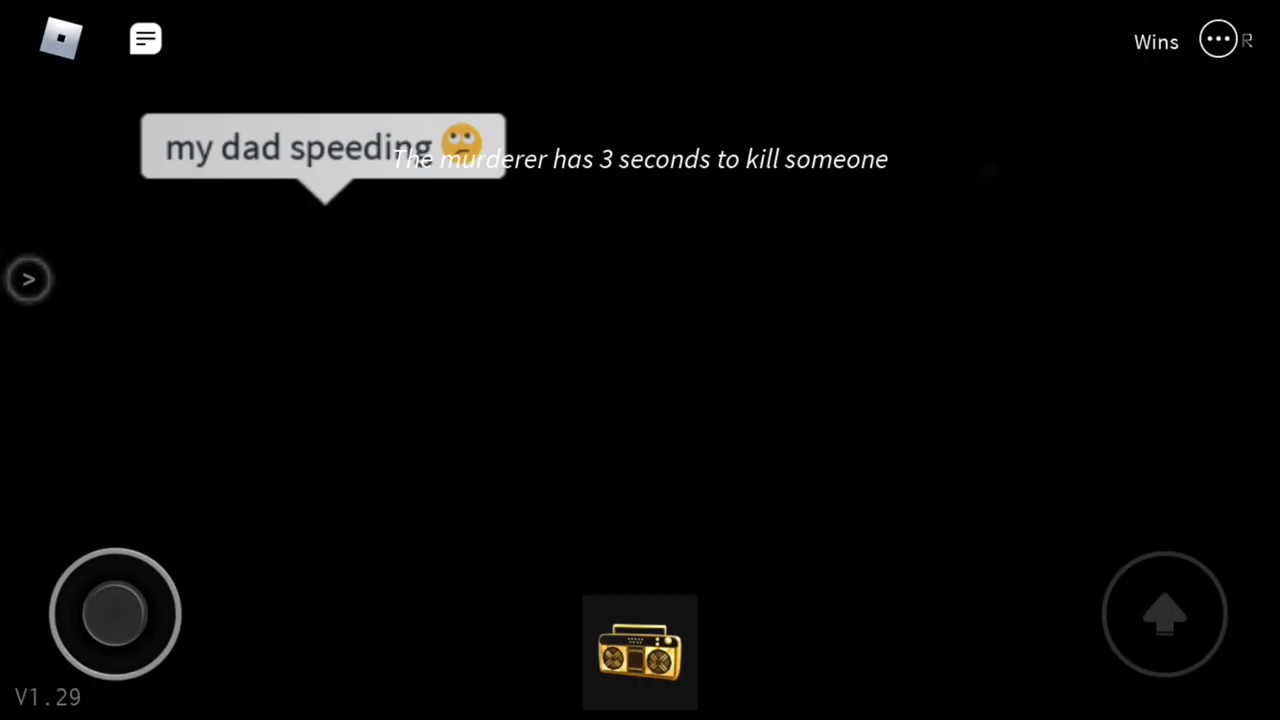 Wins
R
my dad speeding 🙄
The murderer has 3 seconds to kill someone
>
V1.29